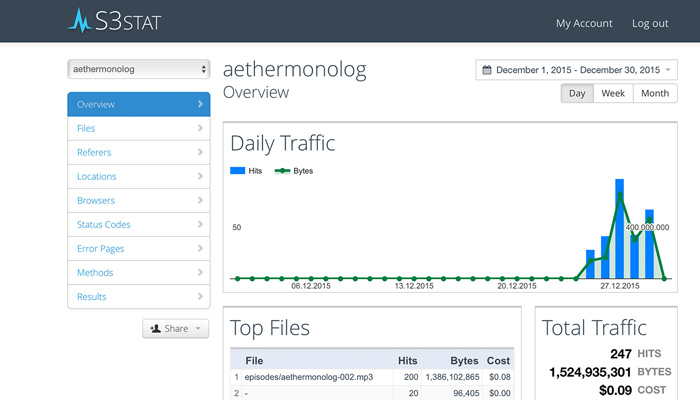 S3STAT
My Account Log out
aethermonolog
Overview
Files
Referers
Locations
Browsers
Status Codes
Error Pages
Methods
Results
Share
aethermonolog
Overview
December 1, 2015 - December 30, 2015
Day Week Month
Daily Traffic
Hits Bytes
50
400,000,000
06.12.2015 13.12.2015 20.12.2015 27.12.2015
Top Files
File Hits Bytes Cost
1 episodes/aethermonolog-002.mp3 200 1,386,102,865 $0.08
2 - 20 96,405 $0.00
Total Traffic
247 HITS
1,524,935,301 BYTES
$0.09 COST